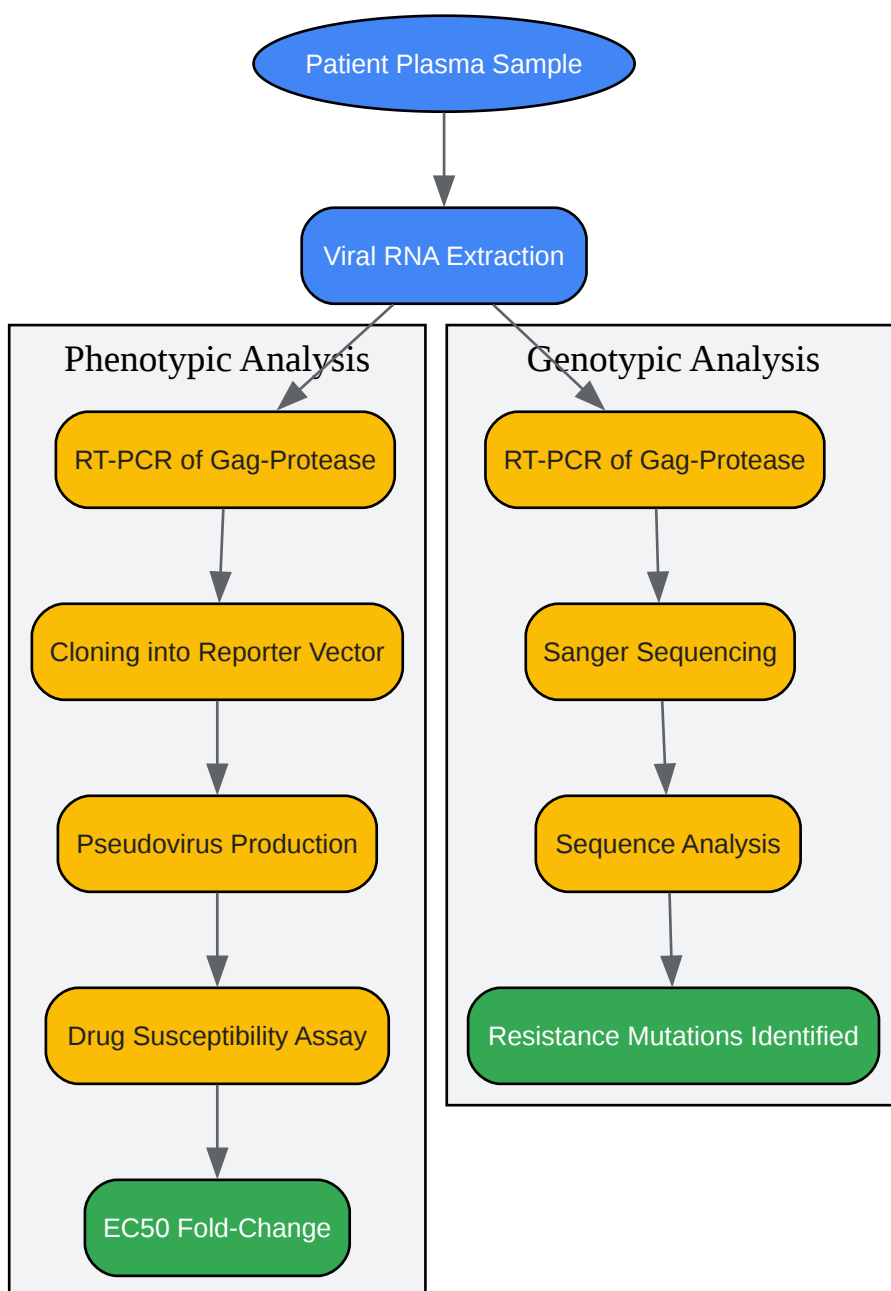 Patient Plasma Sample
Viral RNA Extraction
Phenotypic Analysis
RT-PCR of Gag-Protease
Cloning into Reporter Vector
Pseudovirus Production
Drug Susceptibility Assay
EC50 Fold-Change
Genotypic Analysis
RT-PCR of Gag-Protease
Sanger Sequencing
Sequence Analysis
Resistance Mutations Identified